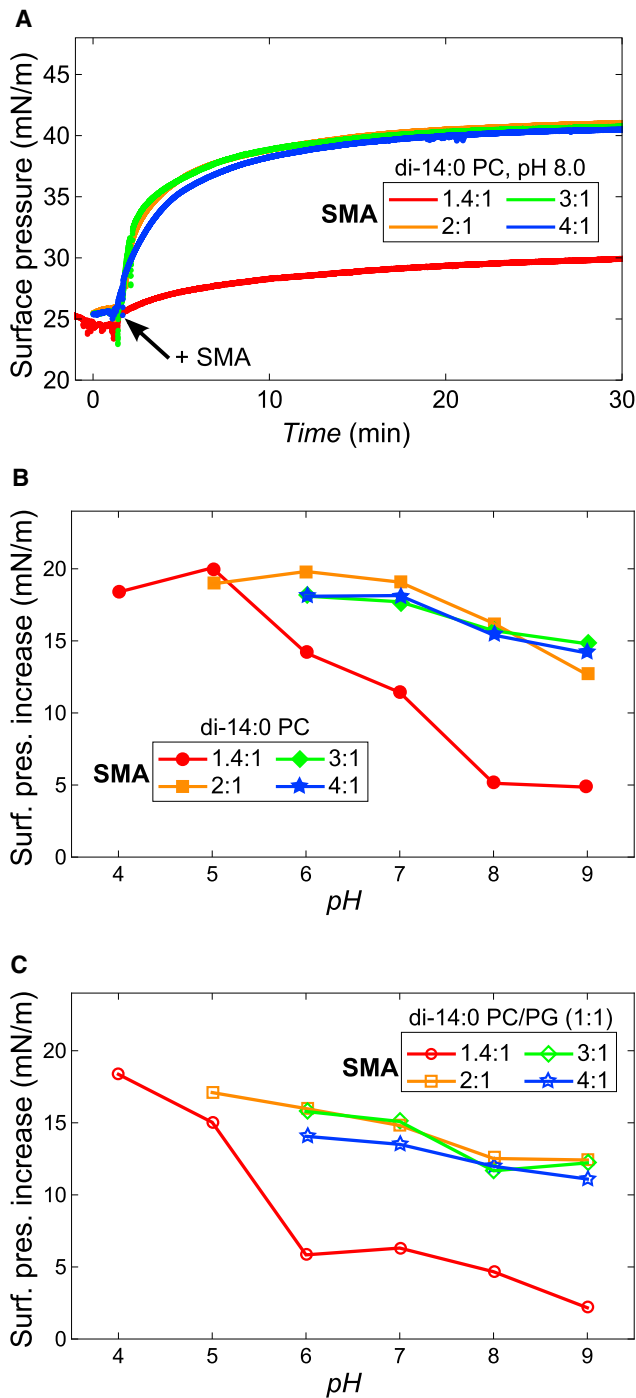 A
Surface pressure (mN/m)
45
40
35
30
25
20
di-14:0 PC, pH 8.0
SMA
1.4:1 3:1
2:1 4:1
+ SMA
0 10 20 30
Time (min)
B
Surf. pres. increase (mN/m)
20
15
10
5
0
di-14:0 PC
SMA
1.4:1 3:1
2:1 4:1
4 5 6 7 8 9
pH
C
Surf. pres. increase (mN/m)
20
15
10
5
0
di-14:0 PC/PG (1:1)
SMA
1.4:1 3:1
2:1 4:1
4 5 6 7 8 9
pH